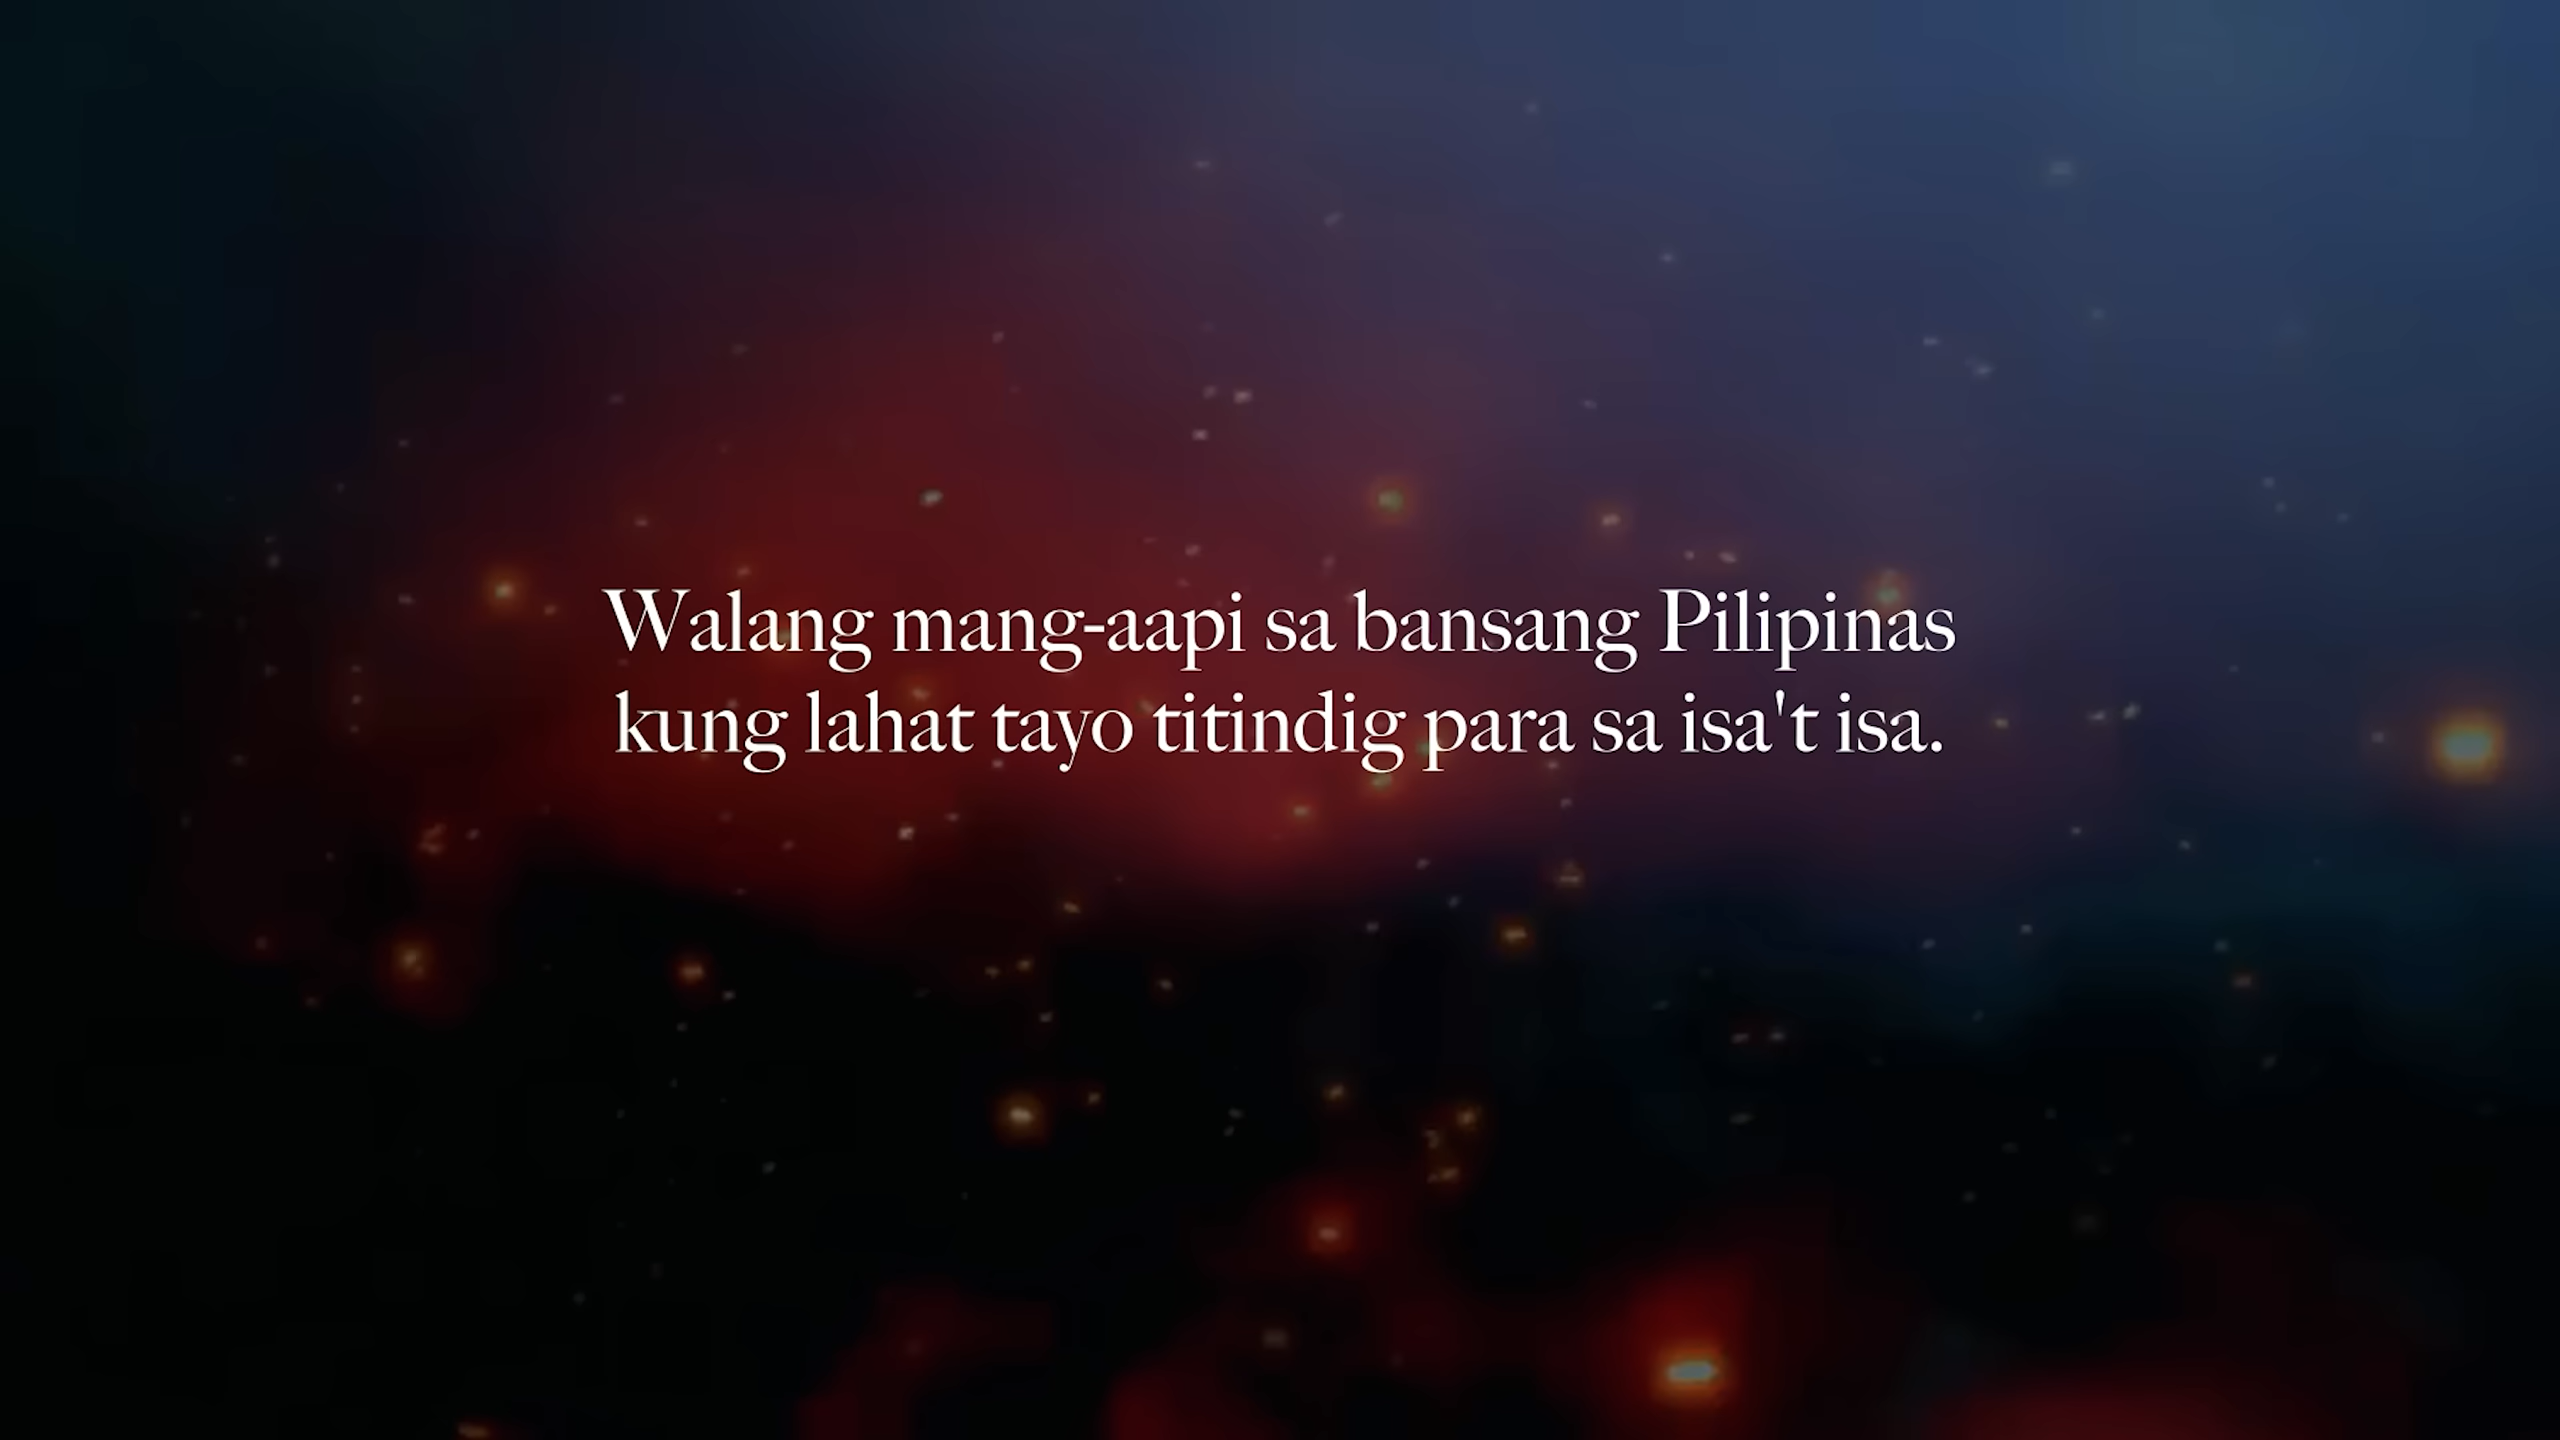 Walang mang-aapi sa bansang Pilipinas
kung lahat tayo titindig para sa isa't isa.